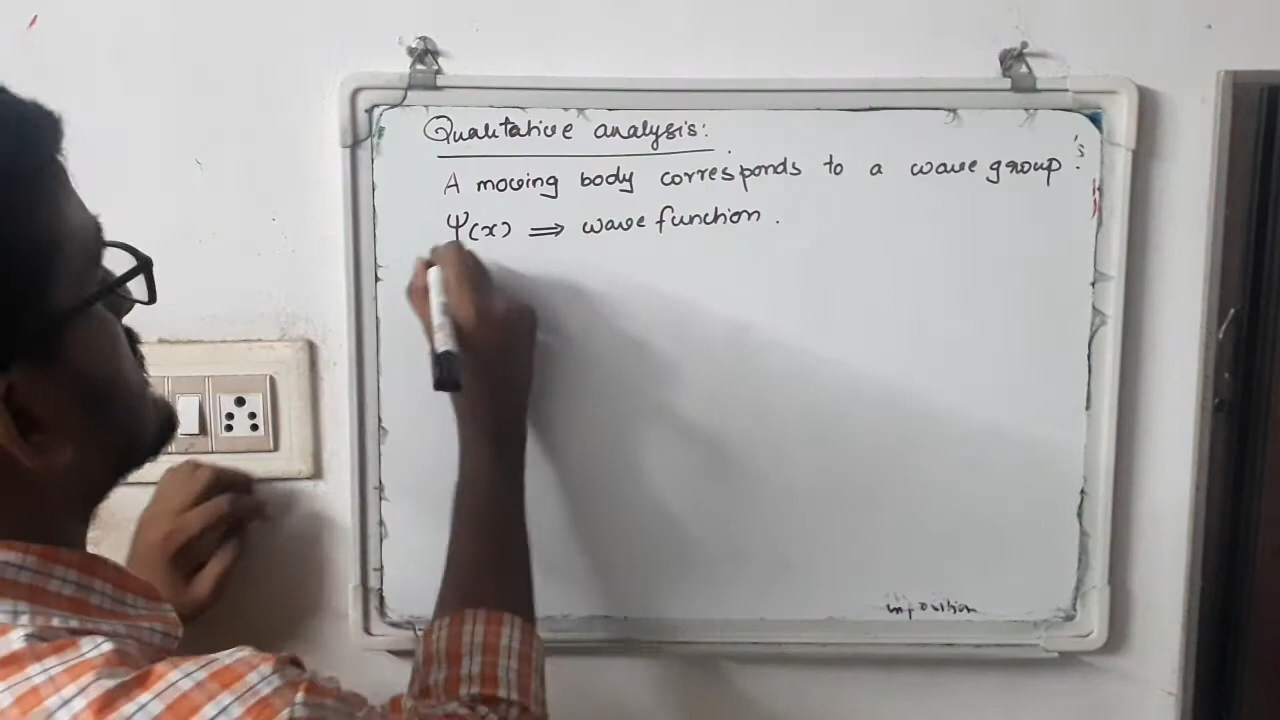 Qualitative analysis:
A moving body corresponds to a wave group's.
Ψ(x) ⟹ wave function.